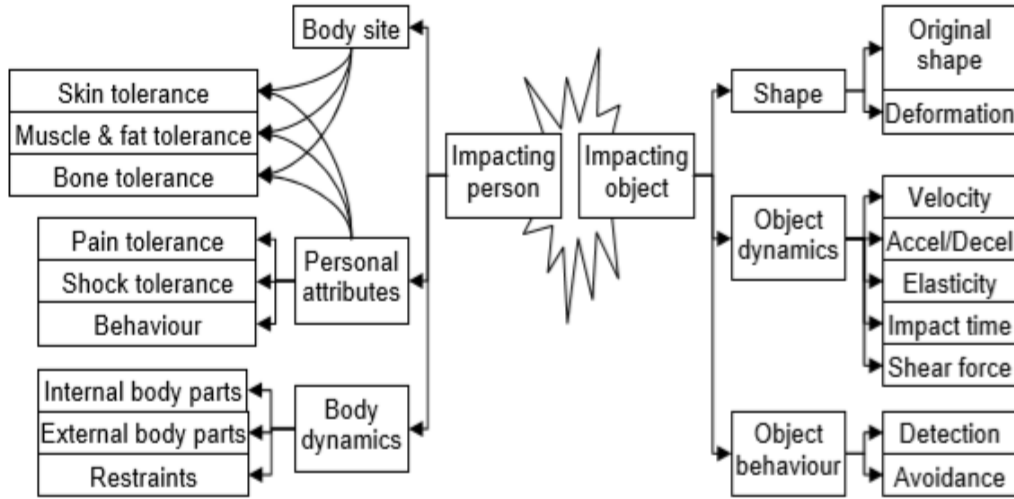 Body site
Skin tolerance
Muscle & fat tolerance
Bone tolerance
Pain tolerance
Shock tolerance
Behaviour
Personal
attributes
Internal body parts
External body parts
Restraints
Body
dynamics
Impacting
person
Impacting
object
Shape
Original
shape
Deformation
Object
dynamics
Velocity
Accel/Decel
Elasticity
Impact time
Shear force
Object
behaviour
Detection
Avoidance